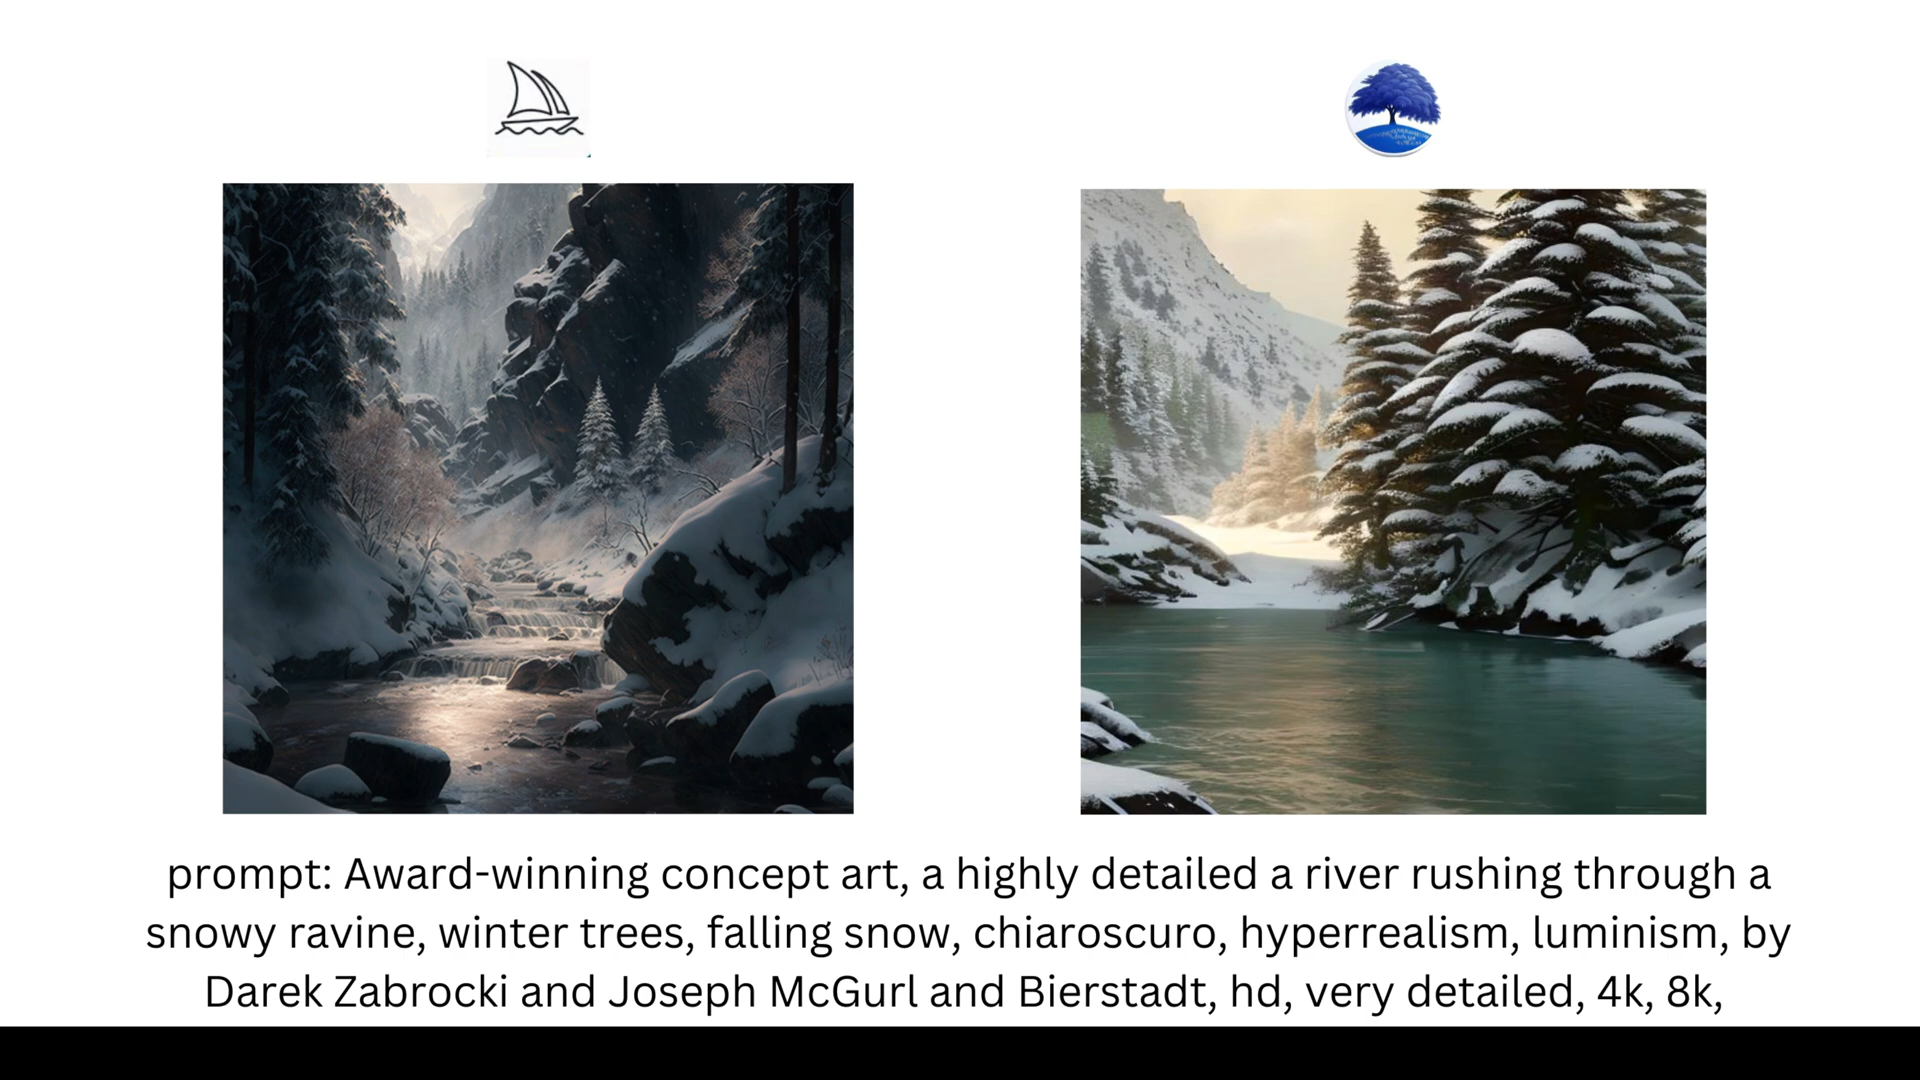 prompt: Award-winning concept art, a highly detailed a river rushing through a
snowy ravine, winter trees, falling snow, chiaroscuro, hyperrealism, luminism, by
Darek Zabrocki and Joseph McGurl and Bierstadt, hd, very detailed, 4k, 8k,